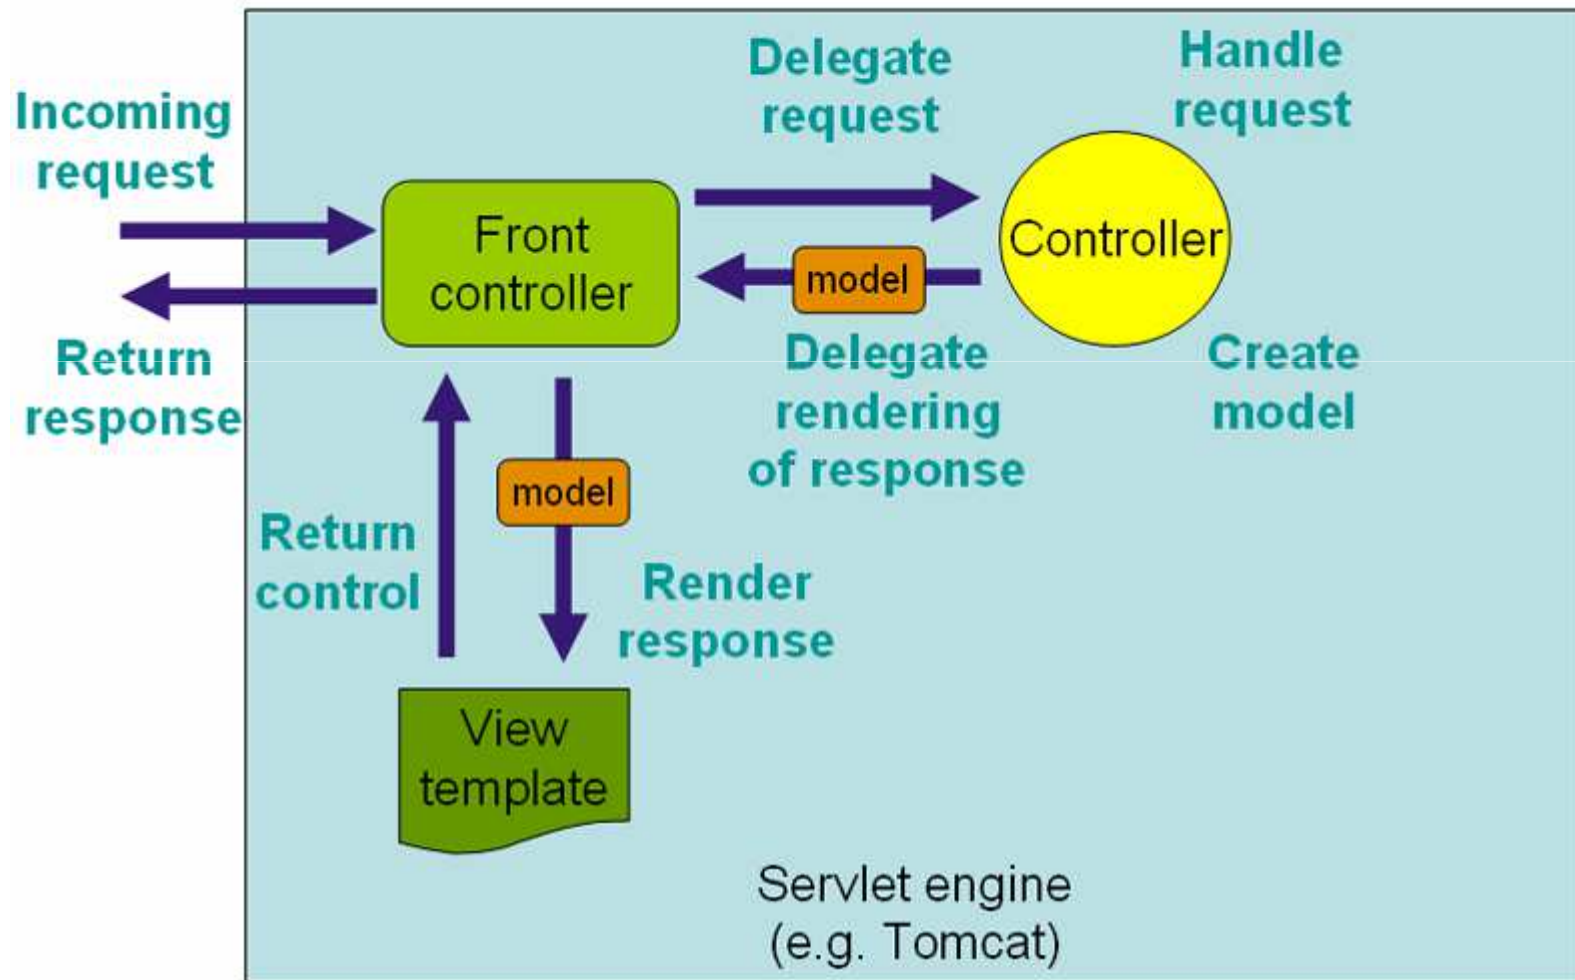 Incoming
request
Return
response
Front
controller
Delegate
request
Handle
request
Controller
model
Delegate
rendering
of response
Create
model
Return
control
model
Render
response
View
template
Servlet engine
(e.g. Tomcat)